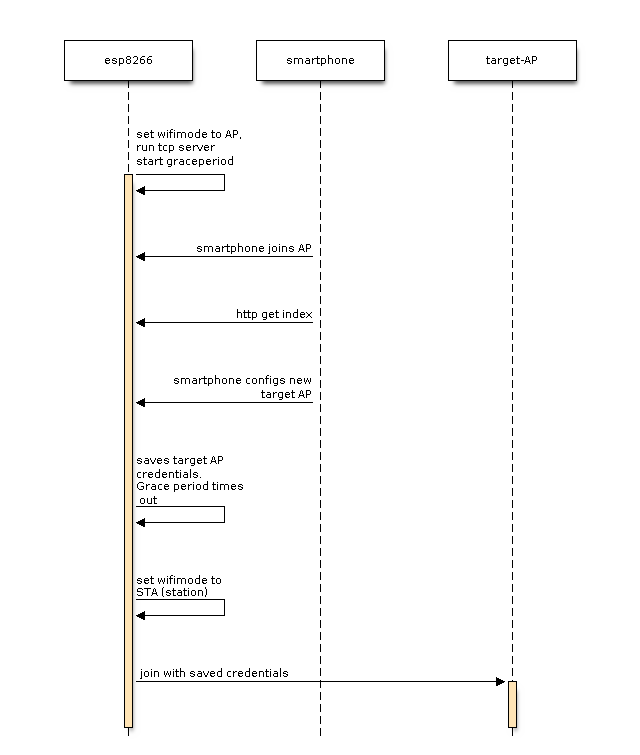 esp8266
smartphone
target-AP
set wifimode to AP,
run tcp server
start graceperiod
smartphone joins AP
http get index
smartphone configs new
target AP
saves target AP
credentials.
Grace period times
out
set wifimode to
STA (station)
join with saved credentials